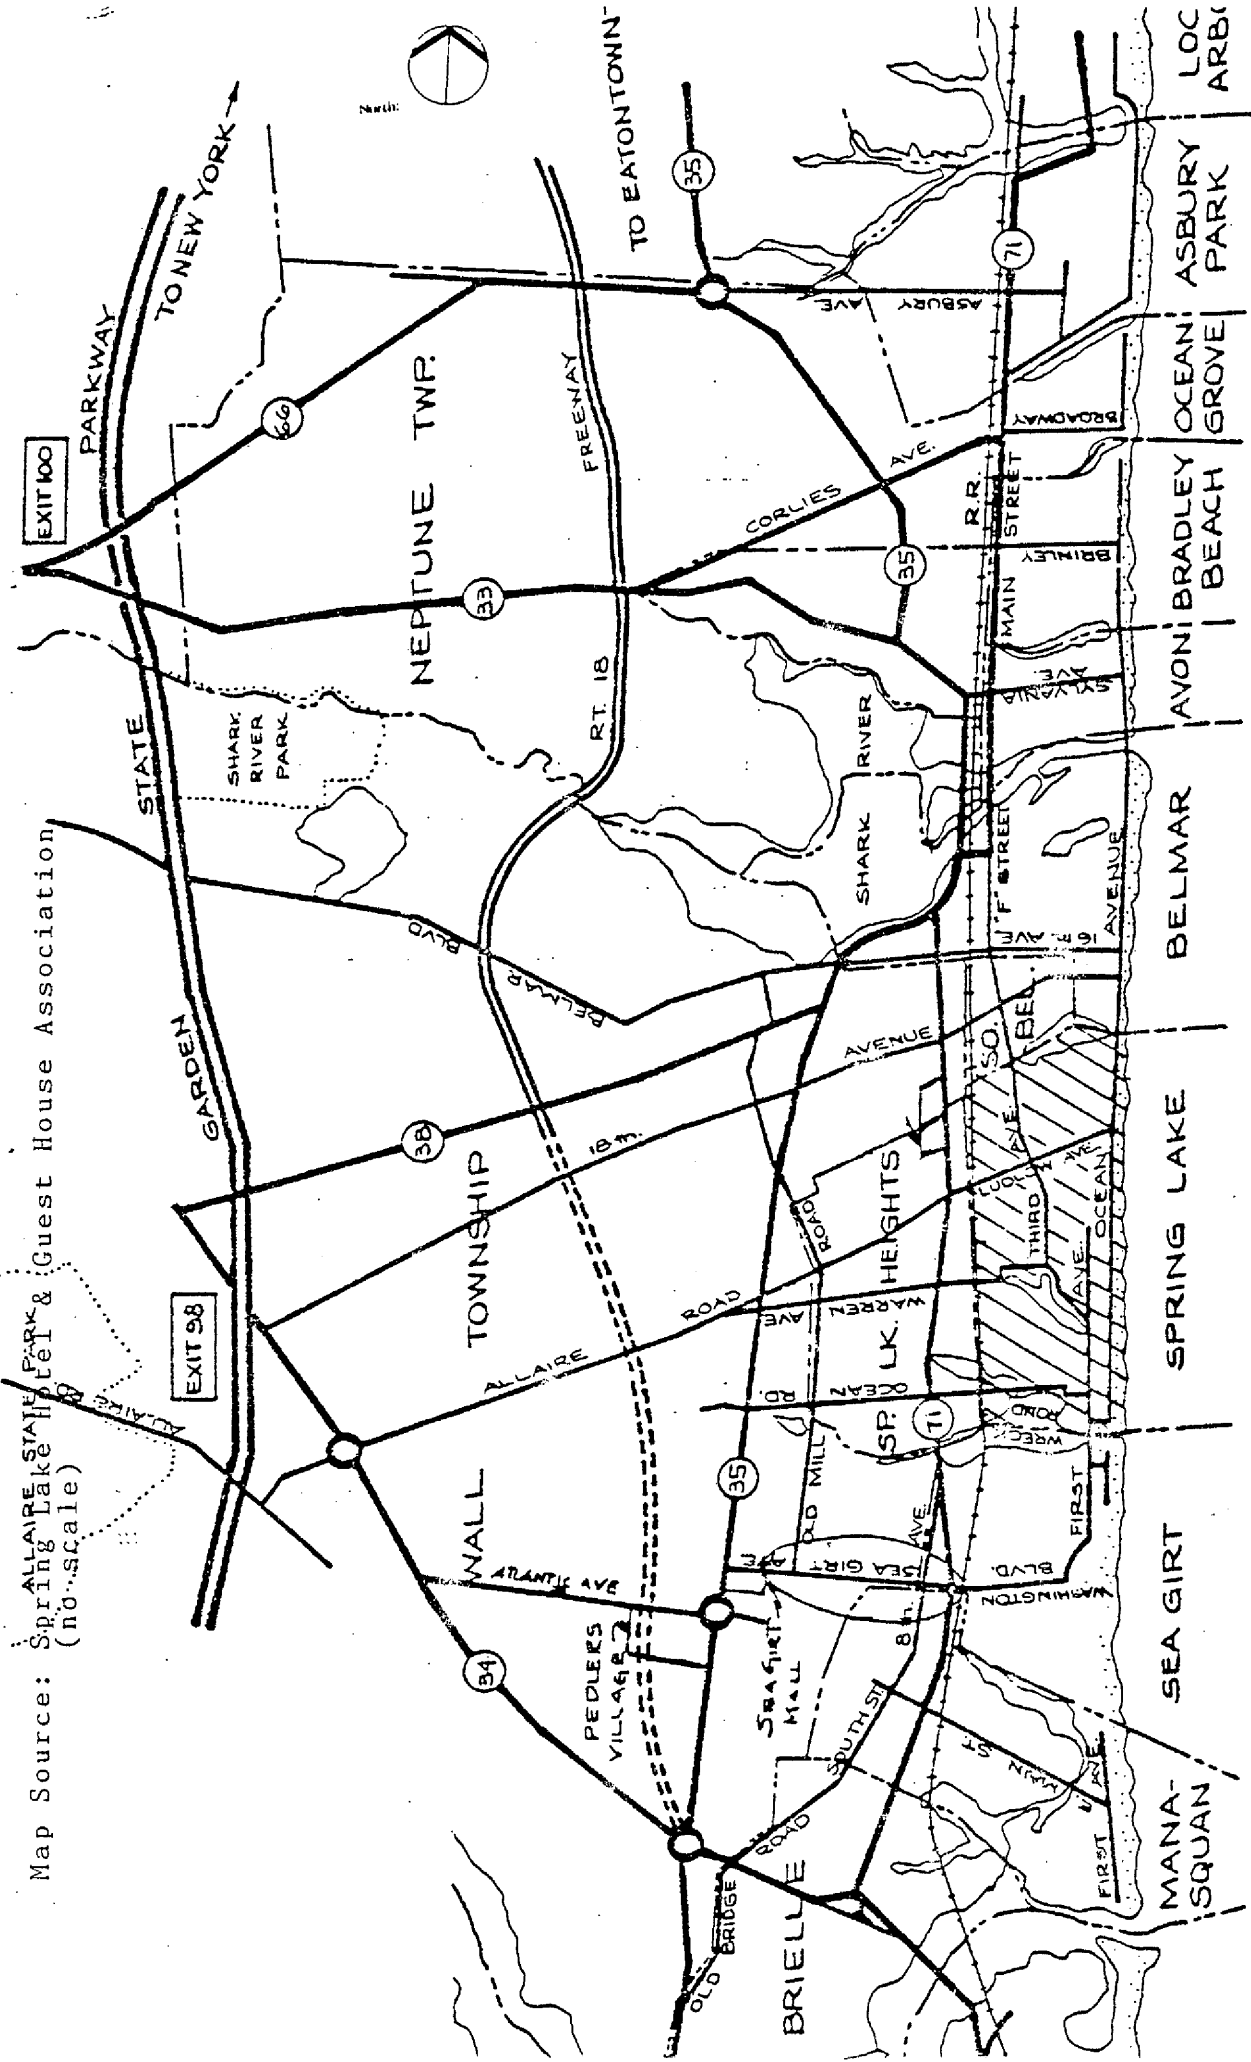 Map Source: Spring Lake Hotel & Guest House Association
(no scale)
ALLAIRE STATE PARK
ALLAIRE RD
EXIT 98
EXIT 100
GARDEN
STATE
PARKWAY
TO NEW YORK
North:
TO EATONTOWN
66
33
38
34
35
35
35
71
71
NEPTUNE TWP.
FREEWAY
RT. 18
SHARK
RIVER
PARK
BELMAR
BLVD
ASBURY
AVE
CORLIES
AVE.
BROADWAY
R.R.
MAIN
STREET
BRINLEY
SYLVANIA
AVE
SHARK
RIVER
"F" STREET
16TH AVE
AVENUE
OCEAN
18TH.
AVENUE
SO.
BEL.
WALL
TOWNSHIP
ALLAIRE
ROAD
WARREN
AVE
ROAD
OLD MILL
SP. LK. HEIGHTS
OCEAN
RD.
THIRD
AVE
AVE.
WRECK
POND
FIRST
SEA GIRT
AVE
WASHINGTON
BLVD.
ATLANTIC AVE
PEDLERS
VILLAGE
SEA GIRT
MALL
8TH.
AVE.
SOUTH ST.
MAIN
ST
FIRST
AVE
OLD
BRIDGE
ROAD
BRIELLE
MANA-
SQUAN
SEA GIRT
SPRING LAKE
BELMAR
AVON
BRADLEY
BEACH
OCEAN
GROVE
ASBURY
PARK
LOC
ARBO